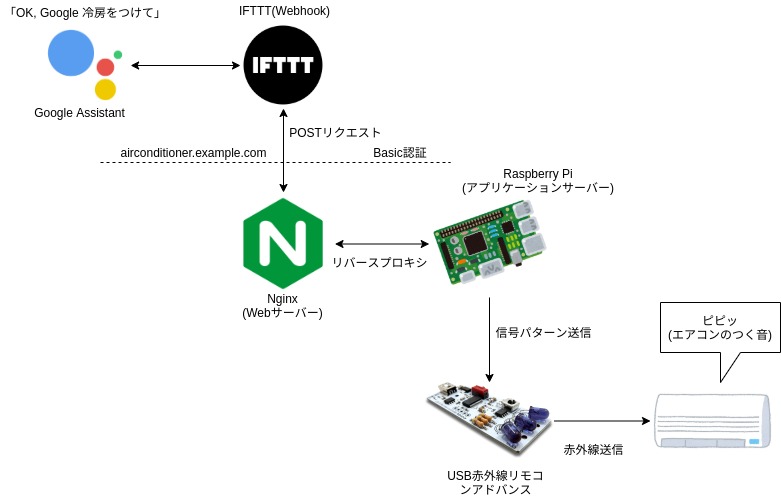 「OK, Google 冷房をつけて」
IFTTT(Webhook)
IFTTT
Google Assistant
POSTリクエスト
airconditioner.example.com
Basic認証
Raspberry Pi
(アプリケーションサーバー)
N
リバースプロキシ
Nginx
(Webサーバー)
信号パターン送信
ピピッ
(エアコンのつく音)
赤外線送信
USB赤外線リモコ
ンアドバンス